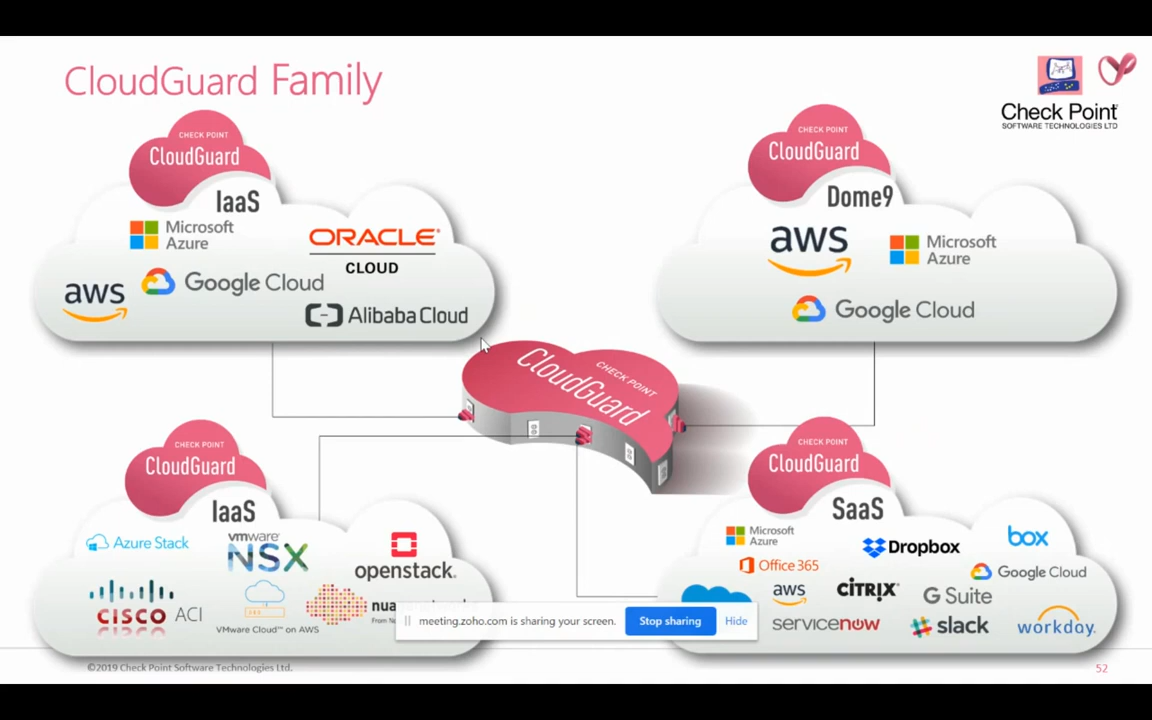 CloudGuard Family
Check Point
SOFTWARE TECHNOLOGIES LTD
CHECK POINT
CloudGuard
IaaS
Microsoft
Azure
ORACLE®
CLOUD
aws
Google Cloud
Alibaba Cloud
CHECK POINT
CloudGuard
Dome9
aws
Microsoft
Azure
Google Cloud
CHECK POINT
CloudGuard
CHECK POINT
CloudGuard
IaaS
Azure Stack
vmware
NSX
openstack.
CISCO ACI
VMware Cloud™ on AWS
CHECK POINT
CloudGuard
SaaS
Microsoft
Azure
Dropbox
box
Office 365
Google Cloud
aws
CITRIX®
G Suite
servicenow
slack
workday.
meeting.zoho.com is sharing your screen.
Stop sharing
Hide
©2019 Check Point Software Technologies Ltd.
52